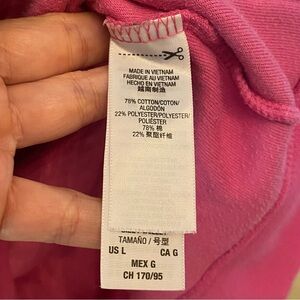 MADE IN VIETNAM
FABRIQUE AU VIETNAM
HECHO EN VIETNAM
越南制造
78% COTTON/COTON/
ALGODÓN
22% POLYESTER/POLYESTER/
POLIÉSTER
78% 棉
22% 聚酯纤维
TAMAÑO / 号型
US L CA G
MEX G
CH 170/95